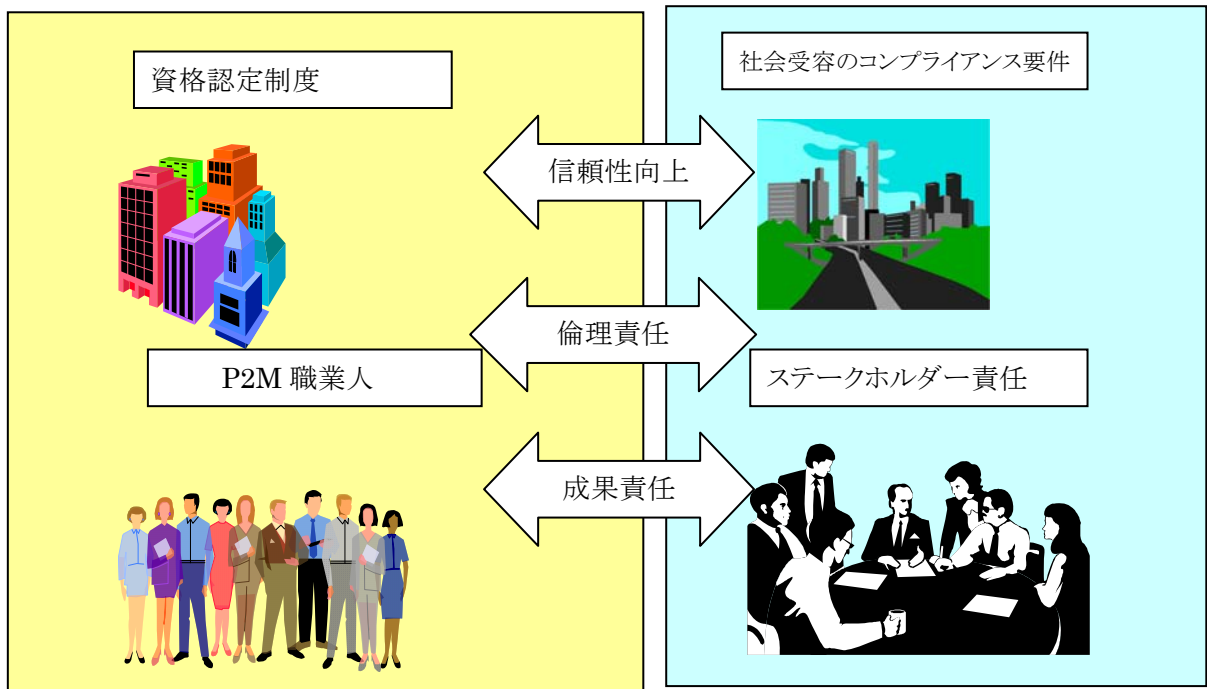 資格認定制度
社会受容のコンプライアンス要件
信頼性向上
倫理責任
P2M 職業人
ステークホルダー責任
成果責任